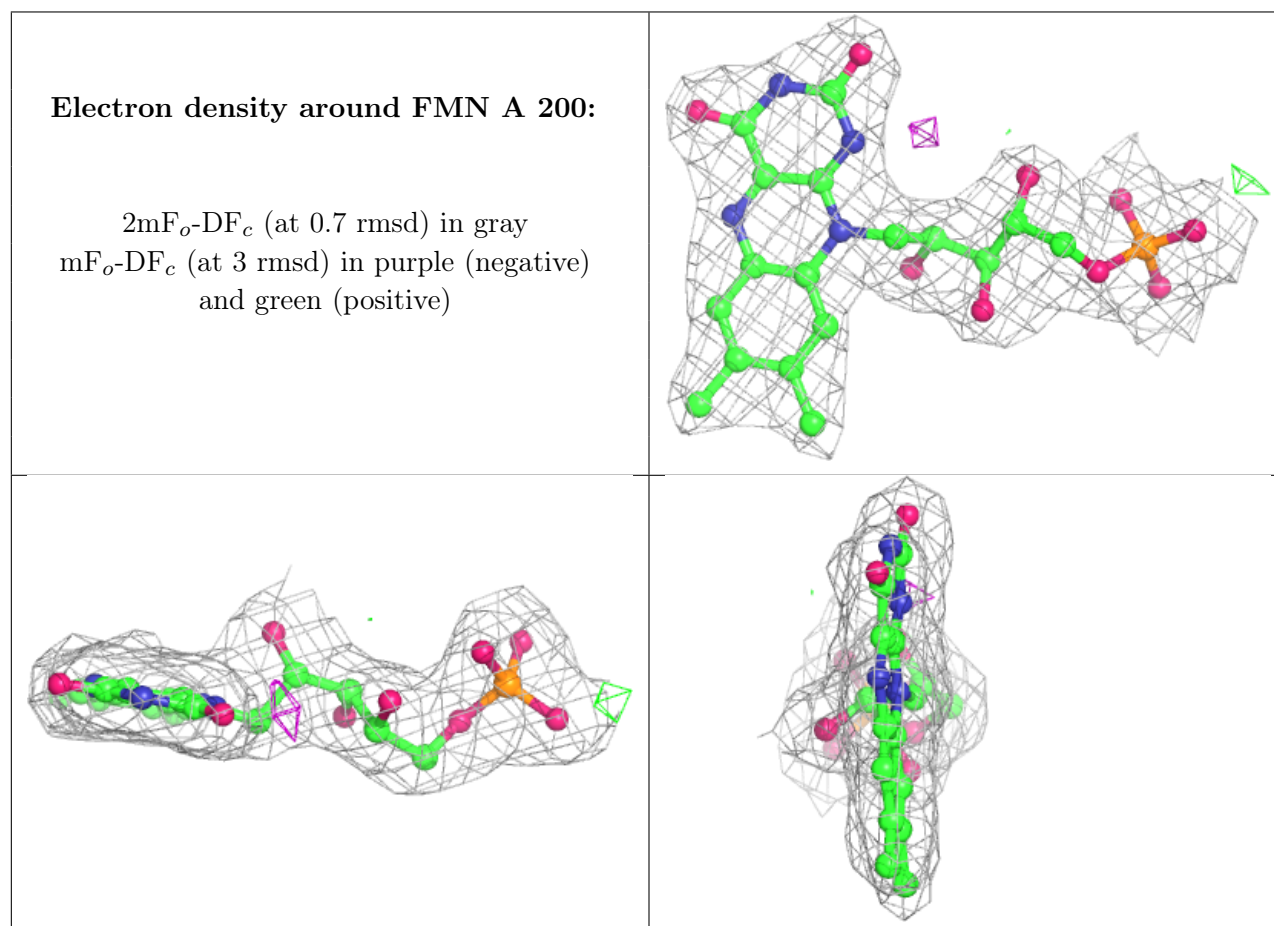 Electron density around FMN A 200:
2mFo-DFc (at 0.7 rmsd) in gray
mFo-DFc (at 3 rmsd) in purple (negative)
and green (positive)